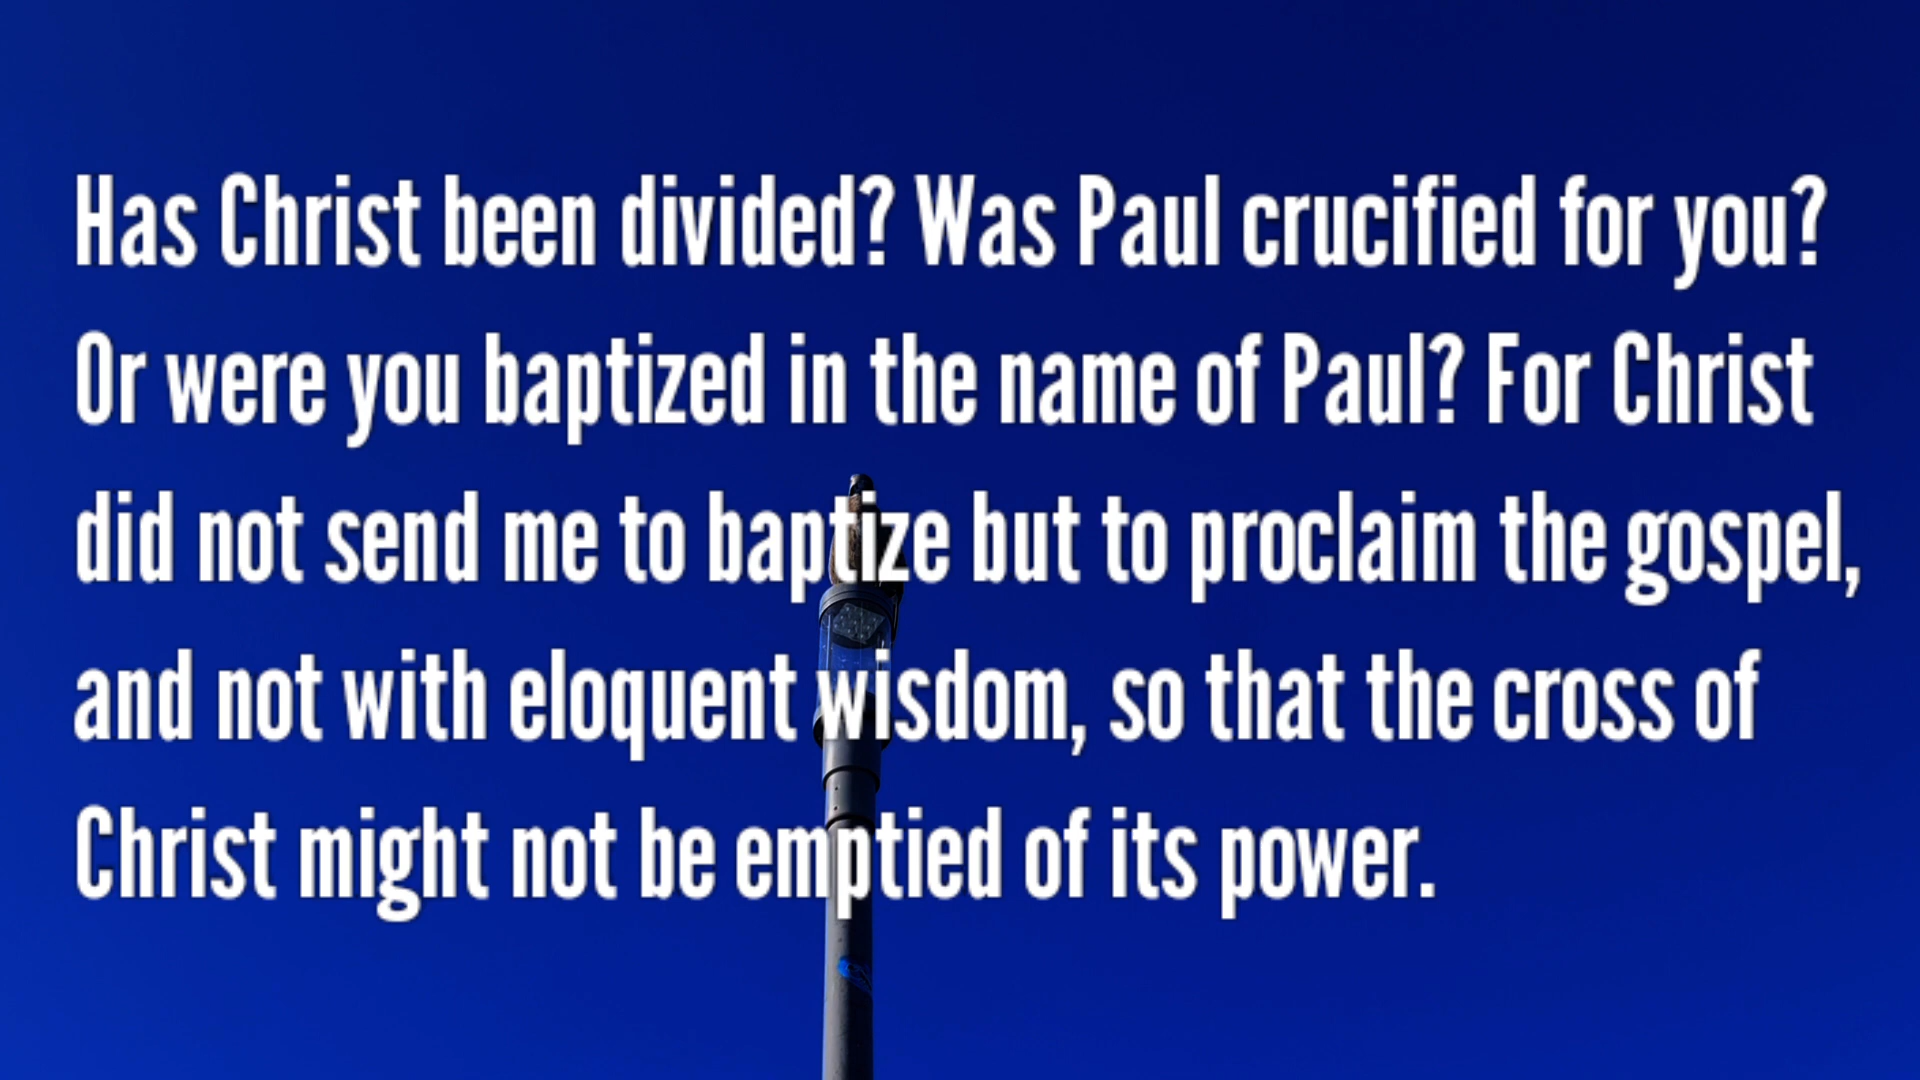 Has Christ been divided? Was Paul crucified for you?
Or were you baptized in the name of Paul? For Christ
did not send me to baptize but to proclaim the gospel,
and not with eloquent wisdom, so that the cross of
Christ might not be emptied of its power.